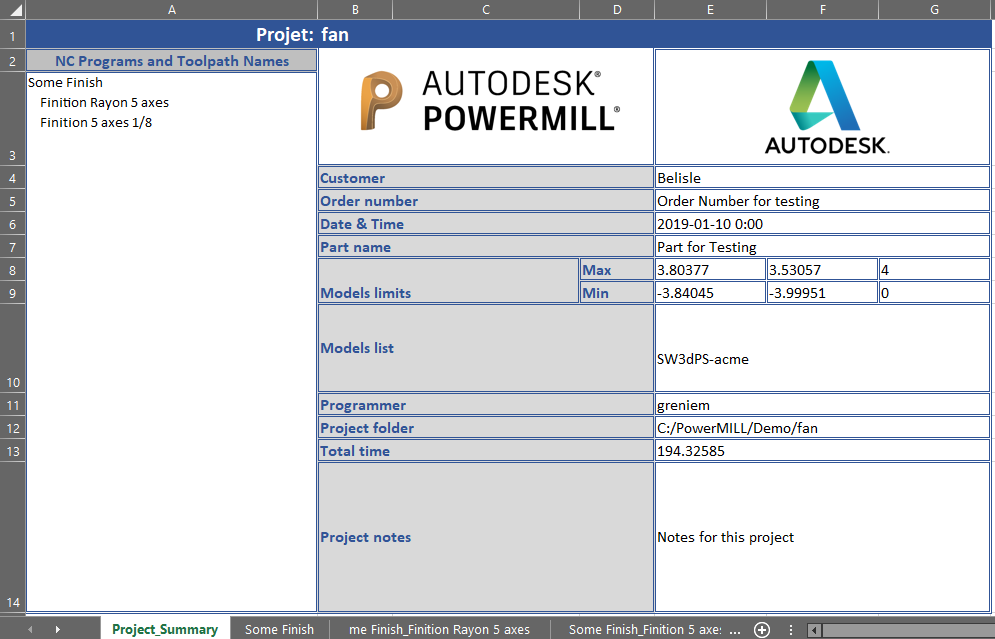 A B C D E F G
1 Projet: fan
2 NC Programs and Toolpath Names
Some Finish
Finition Rayon 5 axes
Finition 5 axes 1/8
3
AUTODESK®
POWERMILL®
AUTODESK.
4 Customer Belisle
5 Order number Order Number for testing
6 Date & Time 2019-01-10 0:00
7 Part name Part for Testing
8 Max 3.80377 3.53057 4
9 Models limits Min -3.84045 -3.99951 0
Models list
SW3dPS-acme
10
11 Programmer greniem
12 Project folder C:/PowerMILL/Demo/fan
13 Total time 194.32585
Project notes Notes for this project
14
Project_Summary Some Finish me Finish_Finition Rayon 5 axes Some Finish_Finition 5 axe: ...